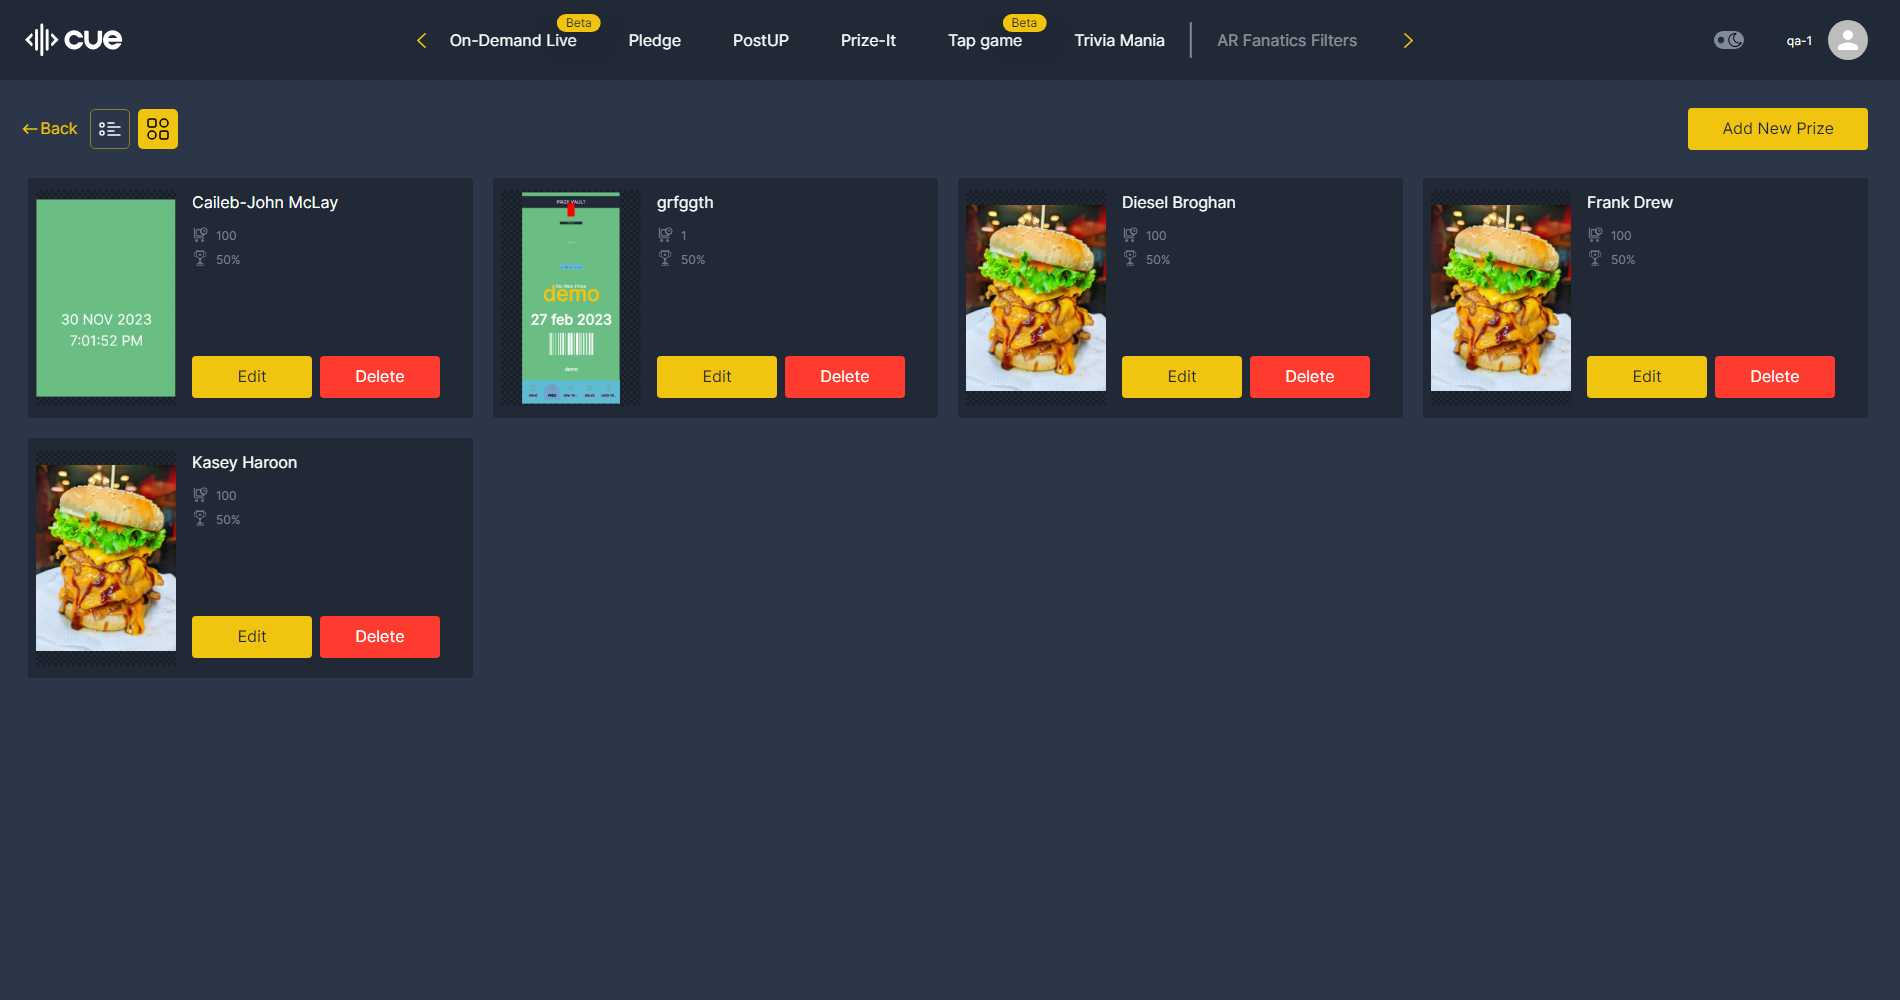 cue
On-Demand Live
Beta
Pledge
PostUP
Prize-It
Tap game
Beta
Trivia Mania
AR Fanatics Filters
qa-1
Back
Add New Prize
Caileb-John McLay
100
50%
30 NOV 2023
7:01:52 PM
Edit
Delete
grfggth
1
50%
PRIZE VAULT
No Run Prize
demo
27 feb 2023
demo
Edit
Delete
Diesel Broghan
100
50%
Edit
Delete
Frank Drew
100
50%
Edit
Delete
Kasey Haroon
100
50%
Edit
Delete